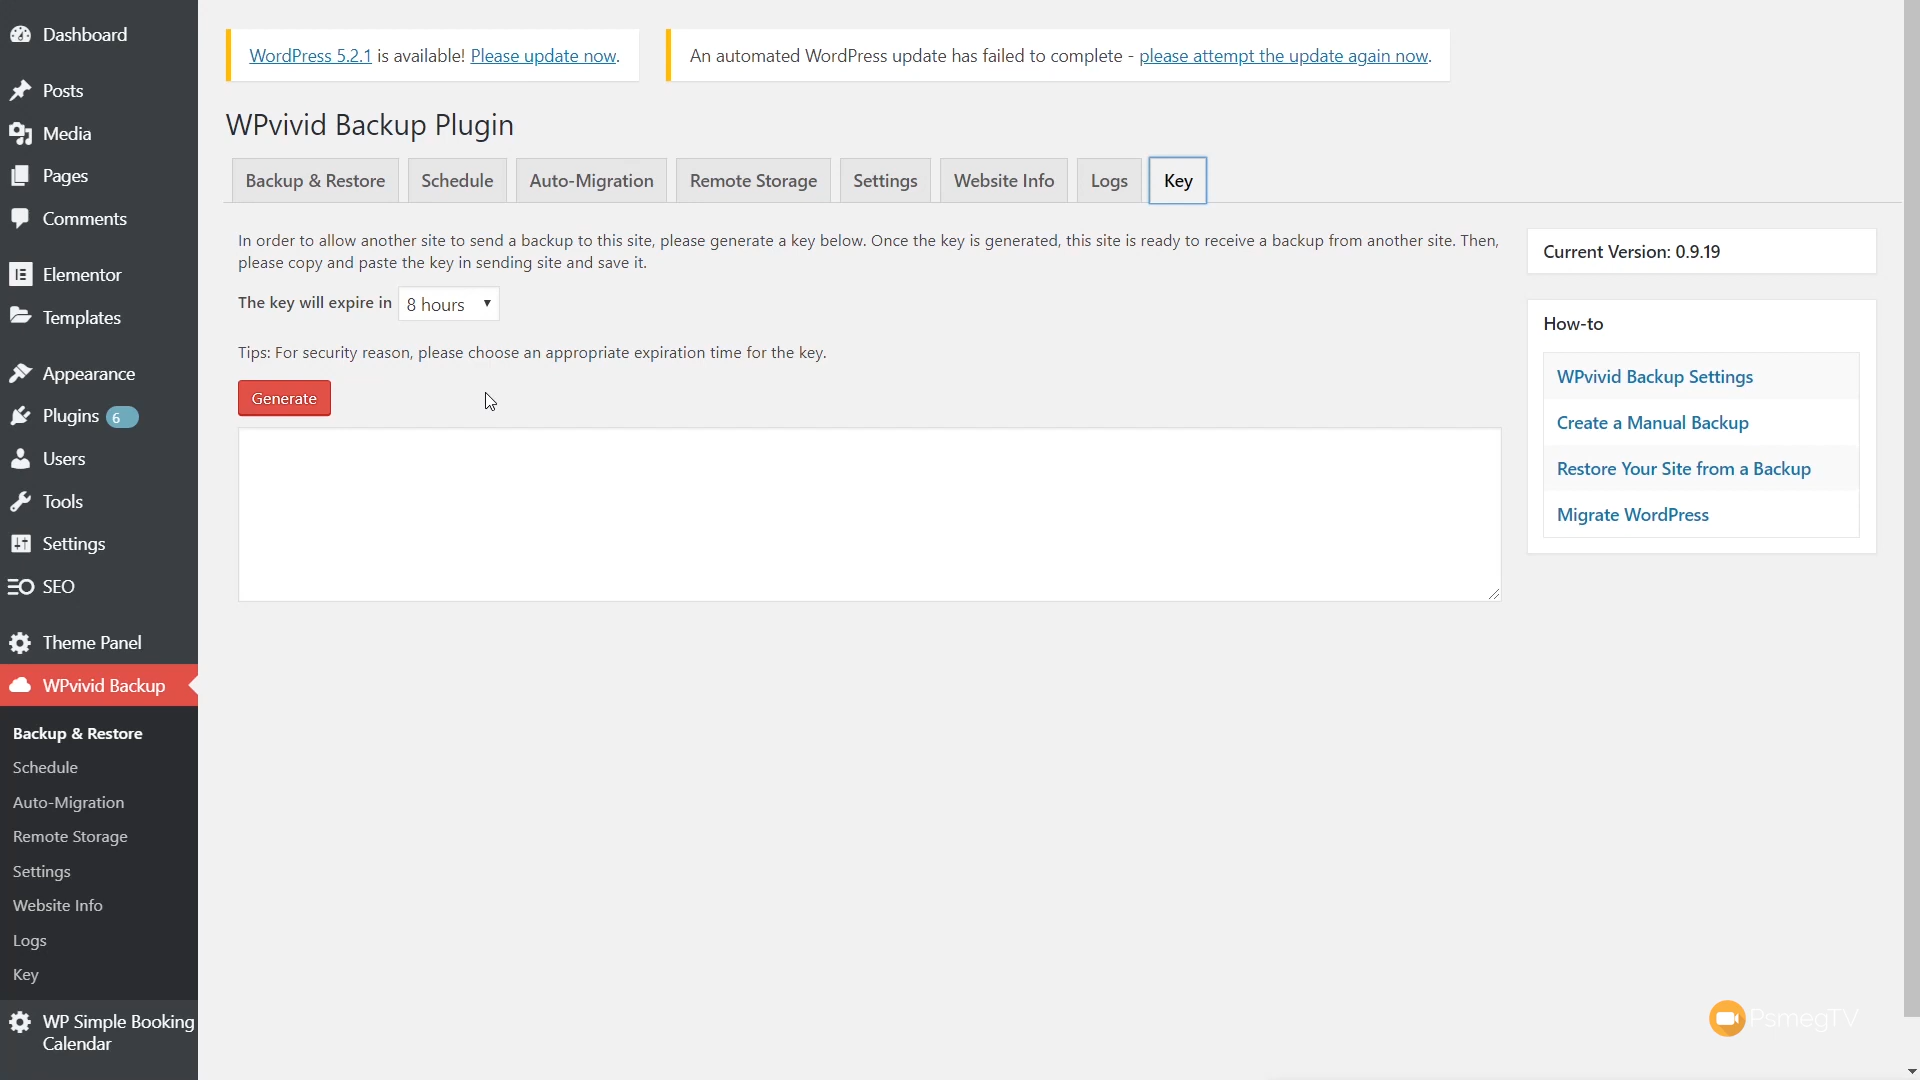 Dashboard
Posts
Media
Pages
Comments
Elementor
Templates
Appearance
Plugins 6
Users
Tools
Settings
SEO
Theme Panel
WPvivid Backup
Backup & Restore
Schedule
Auto-Migration
Remote Storage
Settings
Website Info
Logs
Key
WP Simple Booking
Calendar
WordPress 5.2.1 is available! Please update now.
An automated WordPress update has failed to complete - please attempt the update again now.
WPvivid Backup Plugin
Backup & Restore
Schedule
Auto-Migration
Remote Storage
Settings
Website Info
Logs
Key
In order to allow another site to send a backup to this site, please generate a key below. Once the key is generated, this site is ready to receive a backup from another site. Then,
please copy and paste the key in sending site and save it.
The key will expire in 8 hours
Tips: For security reason, please choose an appropriate expiration time for the key.
Generate
Current Version: 0.9.19
How-to
WPvivid Backup Settings
Create a Manual Backup
Restore Your Site from a Backup
Migrate WordPress
PsmegTV